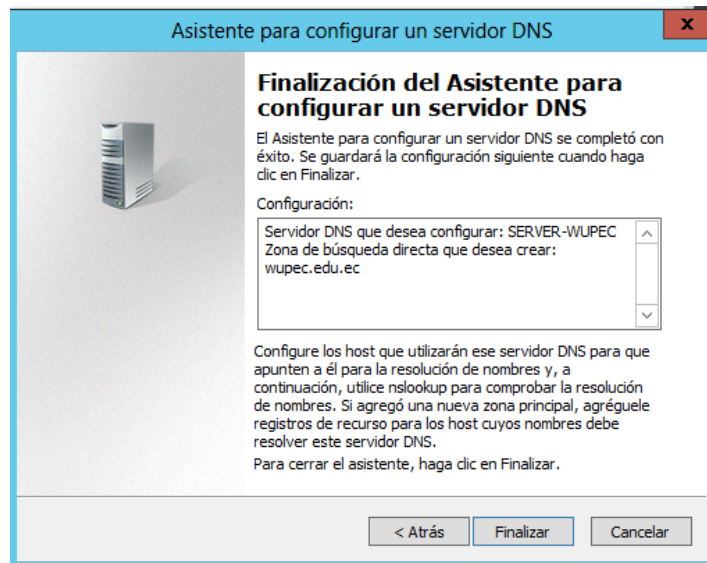 Asistente para configurar un servidor DNS
x
Finalización del Asistente para
configurar un servidor DNS
El Asistente para configurar un servidor DNS se completó con
éxito. Se guardará la configuración siguiente cuando haga
clic en Finalizar.
Configuración:
Servidor DNS que desea configurar: SERVER-WUPEC
Zona de búsqueda directa que desea crear:
wupec.edu.ec
Configure los host que utilizarán ese servidor DNS para que
apunten a él para la resolución de nombres y, a
continuación, utilice nslookup para comprobar la resolución
de nombres. Si agregó una nueva zona principal, agréguele
registros de recurso para los host cuyos nombres debe
resolver este servidor DNS.
Para cerrar el asistente, haga clic en Finalizar.
< Atrás Finalizar Cancelar